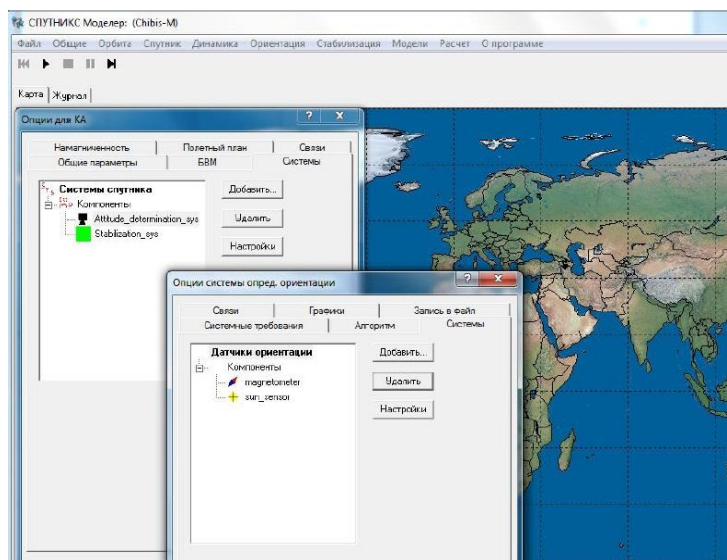 СПУТНИКС Моделер: (Chibis-M)
Файл Общие Орбита Спутник Динамика Ориентация Стабилизация Модели Расчет О программе
Карта Журнал
Опции для КА
Намагниченность Полетный план Связи
Общие параметры БВМ Системы
Системы спутника
Компоненты
Attitude_determination_sys
Stabilization_sys
Добавить...
Удалить
Настройки
Опции системы опред. ориентации
Связи Графики Запись в файл
Системные требования Алгоритм Системы
Датчики ориентации
Компоненты
magnetometer
sun_sensor
Добавить...
Удалить
Настройки